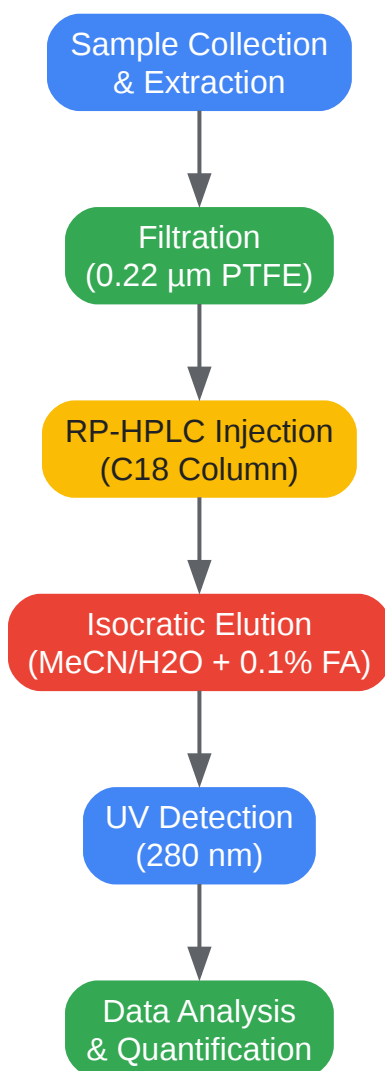 Sample Collection
& Extraction
Filtration
(0.22 µm PTFE)
RP-HPLC Injection
(C18 Column)
Isocratic Elution
(MeCN/H2O + 0.1% FA)
UV Detection
(280 nm)
Data Analysis
& Quantification